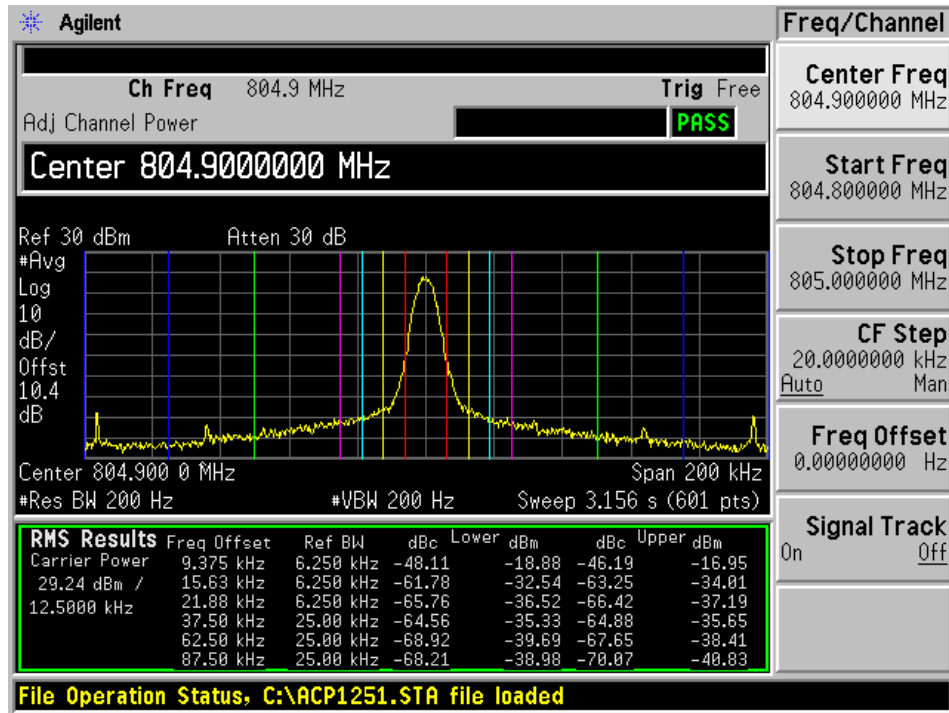 Agilent
Freq/Channel
Ch Freq 804.9 MHz Trig Free
Adj Channel Power PASS
Center 804.9000000 MHz
Ref 30 dBm Atten 30 dB
#Avg
Log
10
dB/
Offst
10.4
dB
Center 804.900 0 MHz Span 200 kHz
#Res BW 200 Hz #VBW 200 Hz Sweep 3.156 s (601 pts)
RMS Results Freq Offset Ref BW dBc Lower dBm dBc Upper dBm
Carrier Power 9.375 kHz 6.250 kHz -48.11 -18.88 -46.19 -16.95
29.24 dBm / 15.63 kHz 6.250 kHz -61.78 -32.54 -63.25 -34.01
12.5000 kHz 21.88 kHz 6.250 kHz -65.76 -36.52 -66.42 -37.19
37.50 kHz 25.00 kHz -64.56 -35.33 -64.88 -35.65
62.50 kHz 25.00 kHz -68.92 -39.69 -67.65 -38.41
87.50 kHz 25.00 kHz -68.21 -38.98 -70.07 -40.83
File Operation Status, C:\ACP1251.STA file loaded
Center Freq
804.900000 MHz
Start Freq
804.800000 MHz
Stop Freq
805.000000 MHz
CF Step
20.0000000 kHz
Auto Man
Freq Offset
0.00000000 Hz
Signal Track
On Off